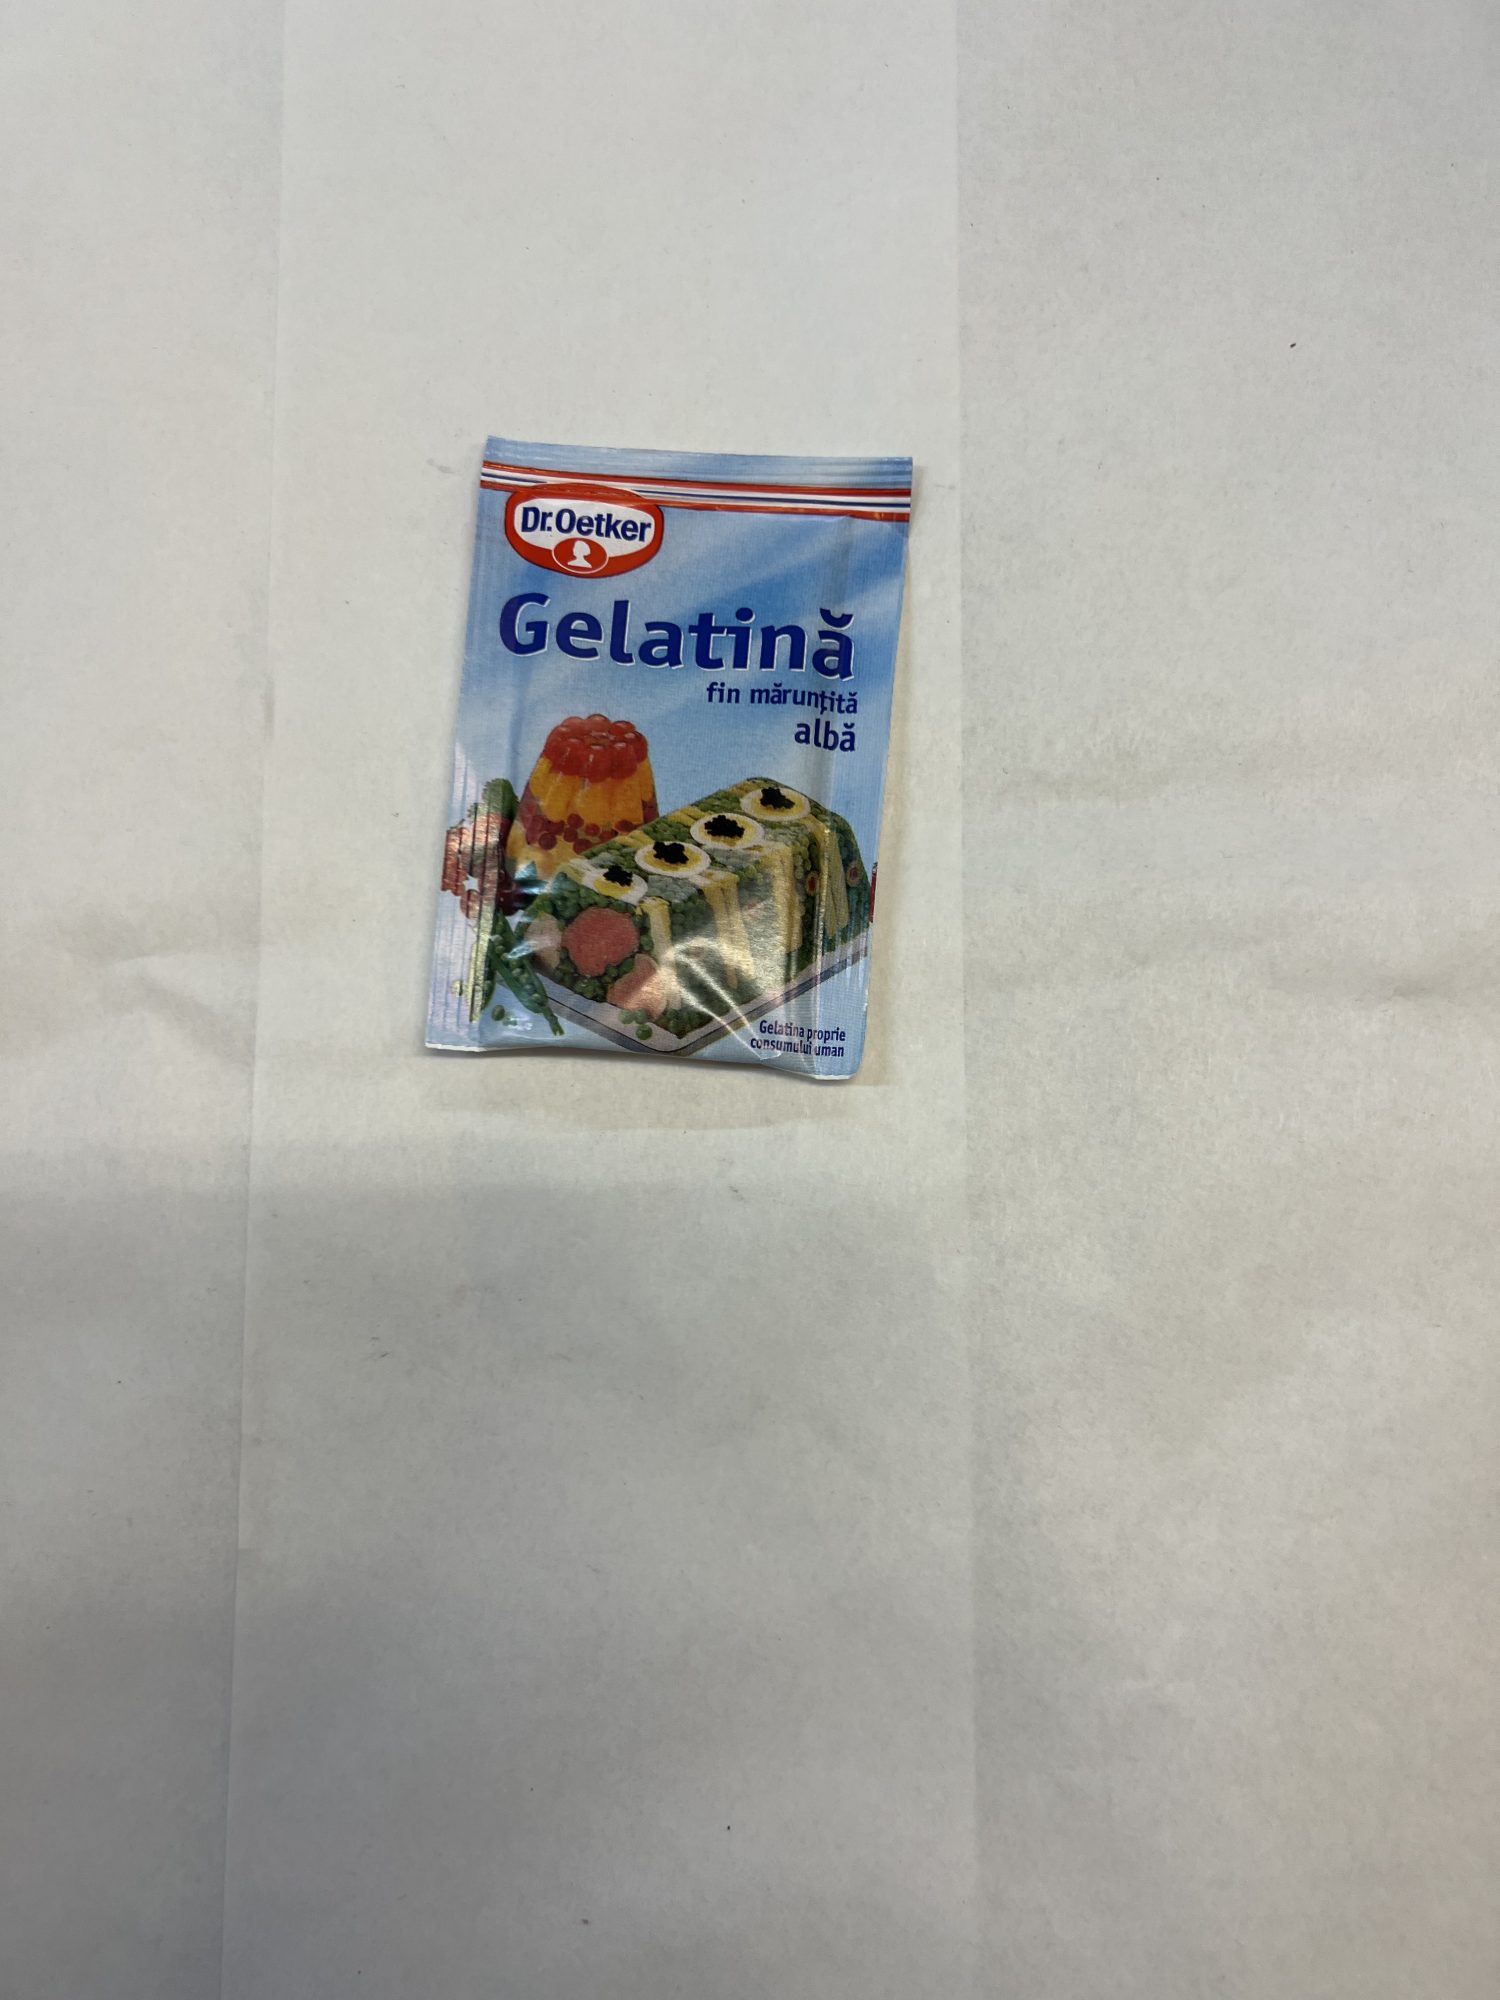 Dr.Oetker
Gelatină
fin mărunțită
albă
Gelatina proprie
consumului uman